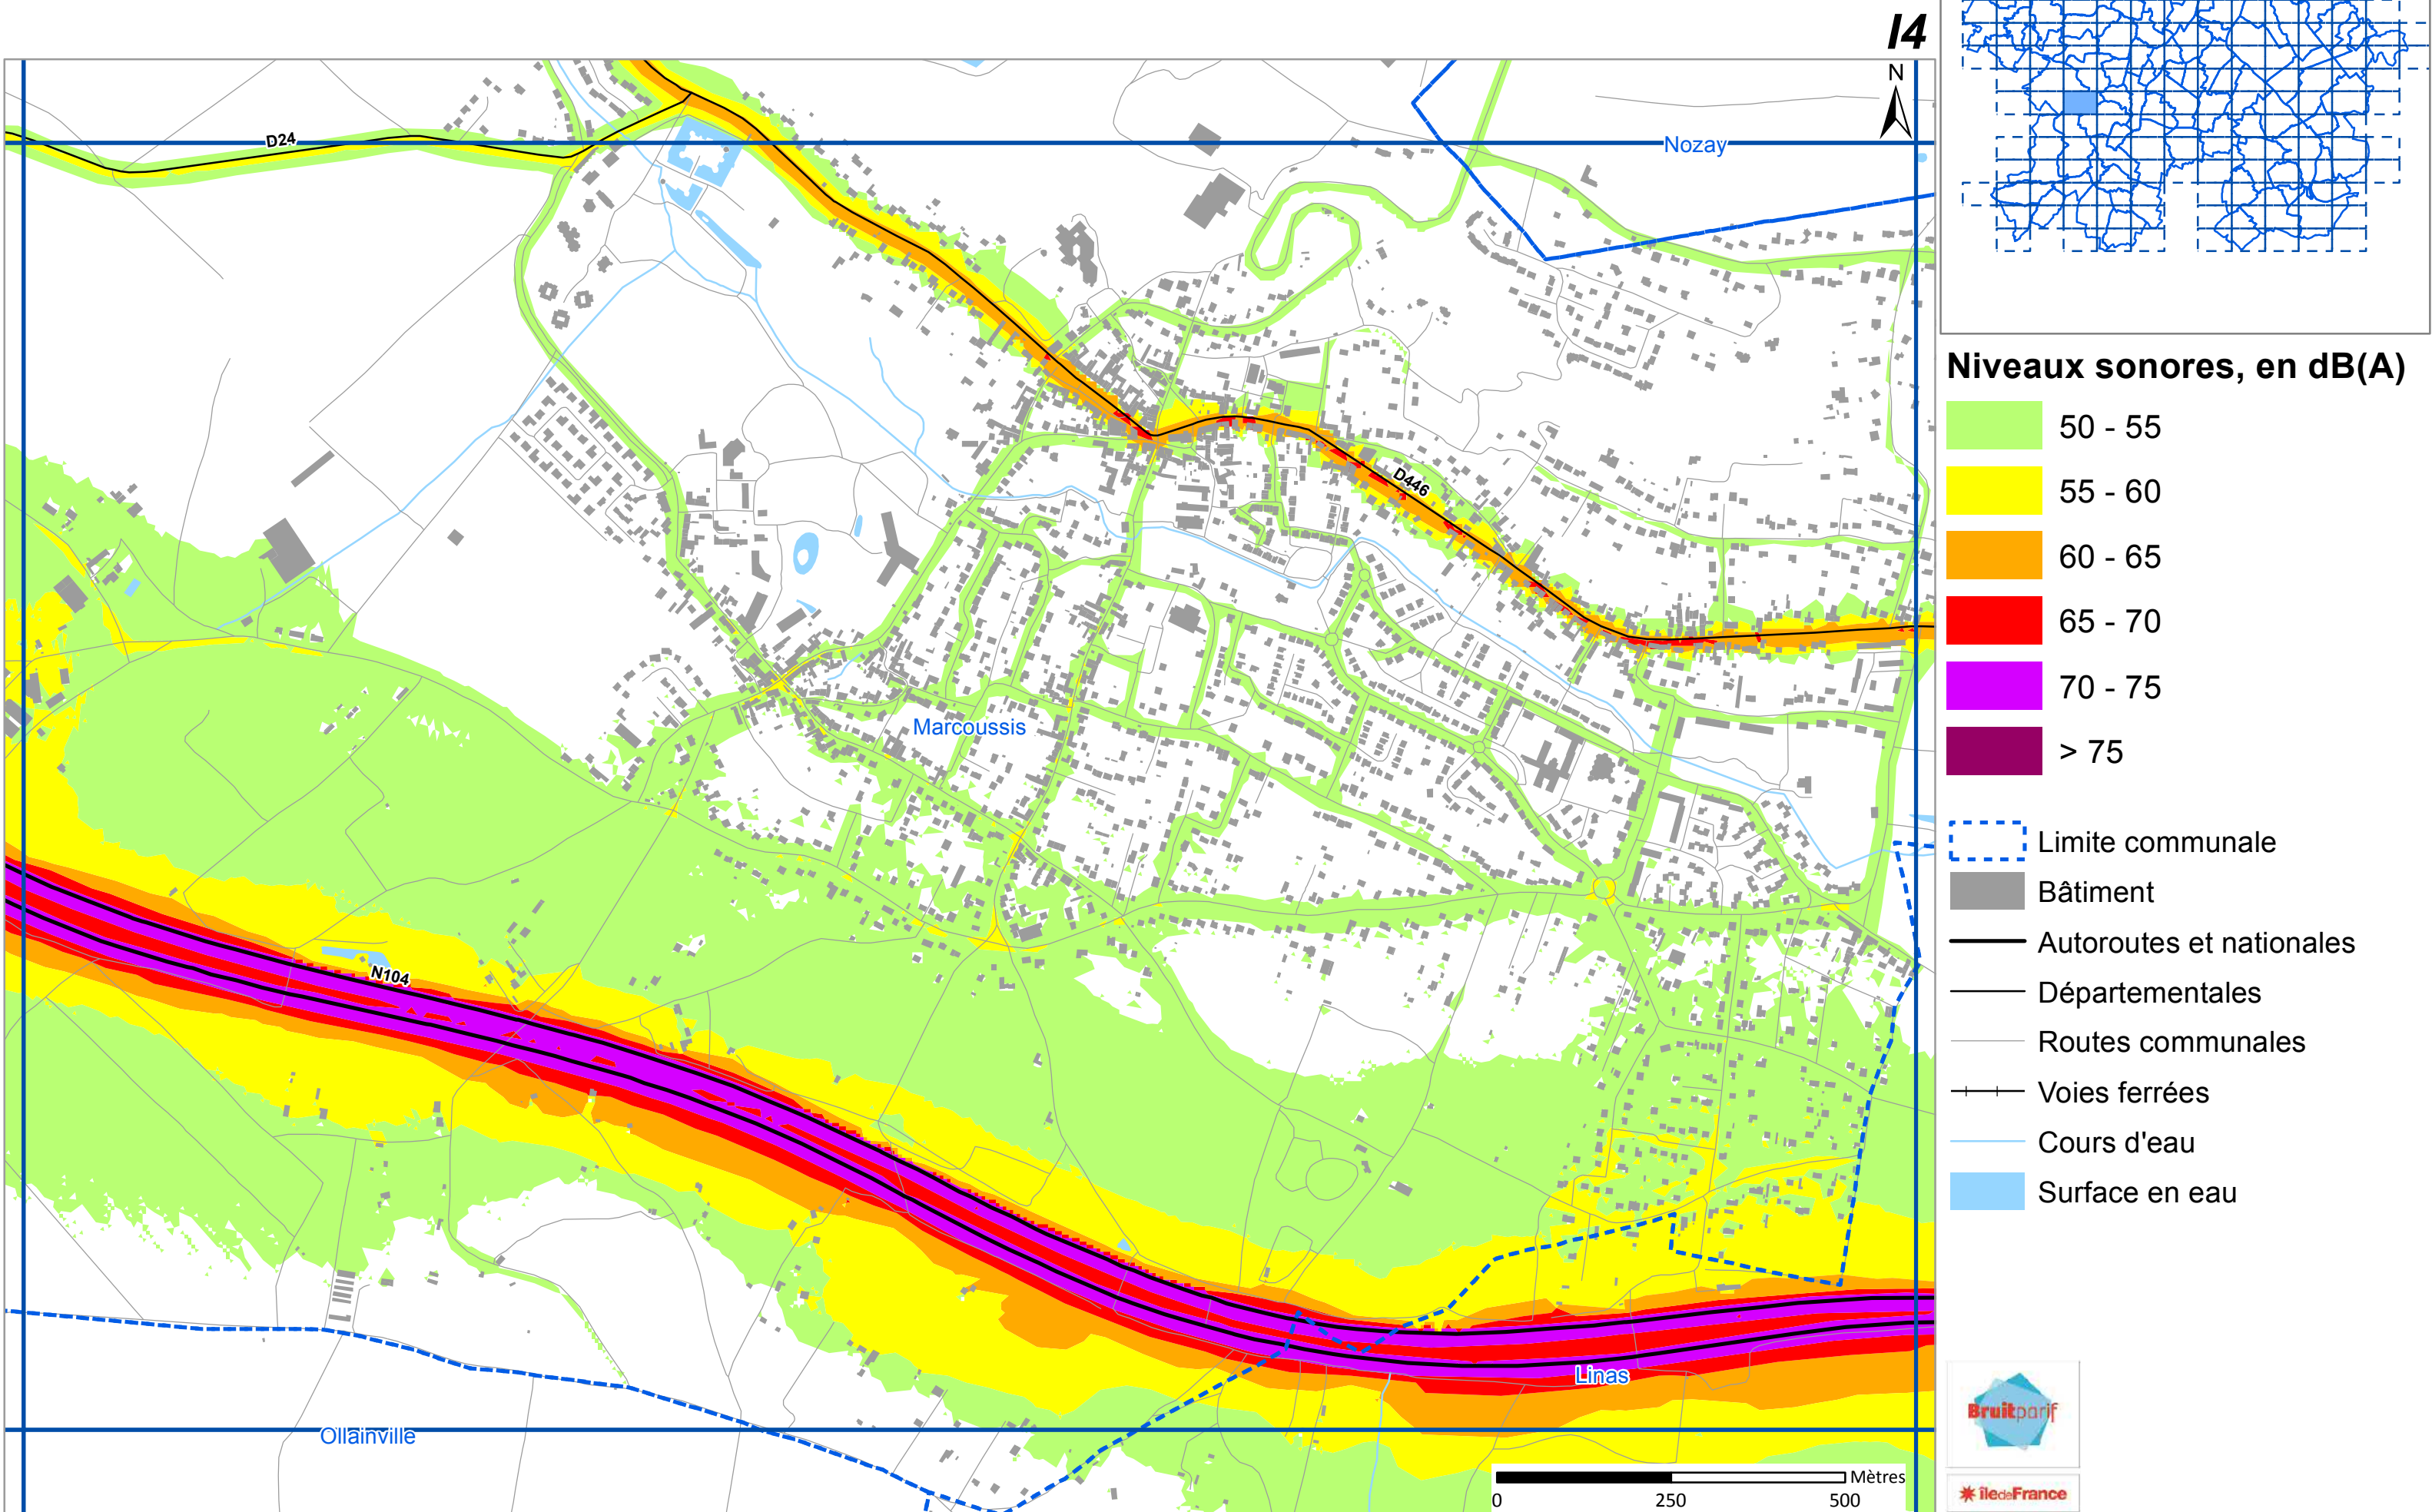 I4
N
D24
Nozay
D446
Marcoussis
N104
Linas
Ollainville
Mètres
0 250 500
Niveaux sonores, en dB(A)
50 - 55
55 - 60
60 - 65
65 - 70
70 - 75
> 75
Limite communale
Bâtiment
Autoroutes et nationales
Départementales
Routes communales
Voies ferrées
Cours d'eau
Surface en eau
Bruitparif
îledeFrance